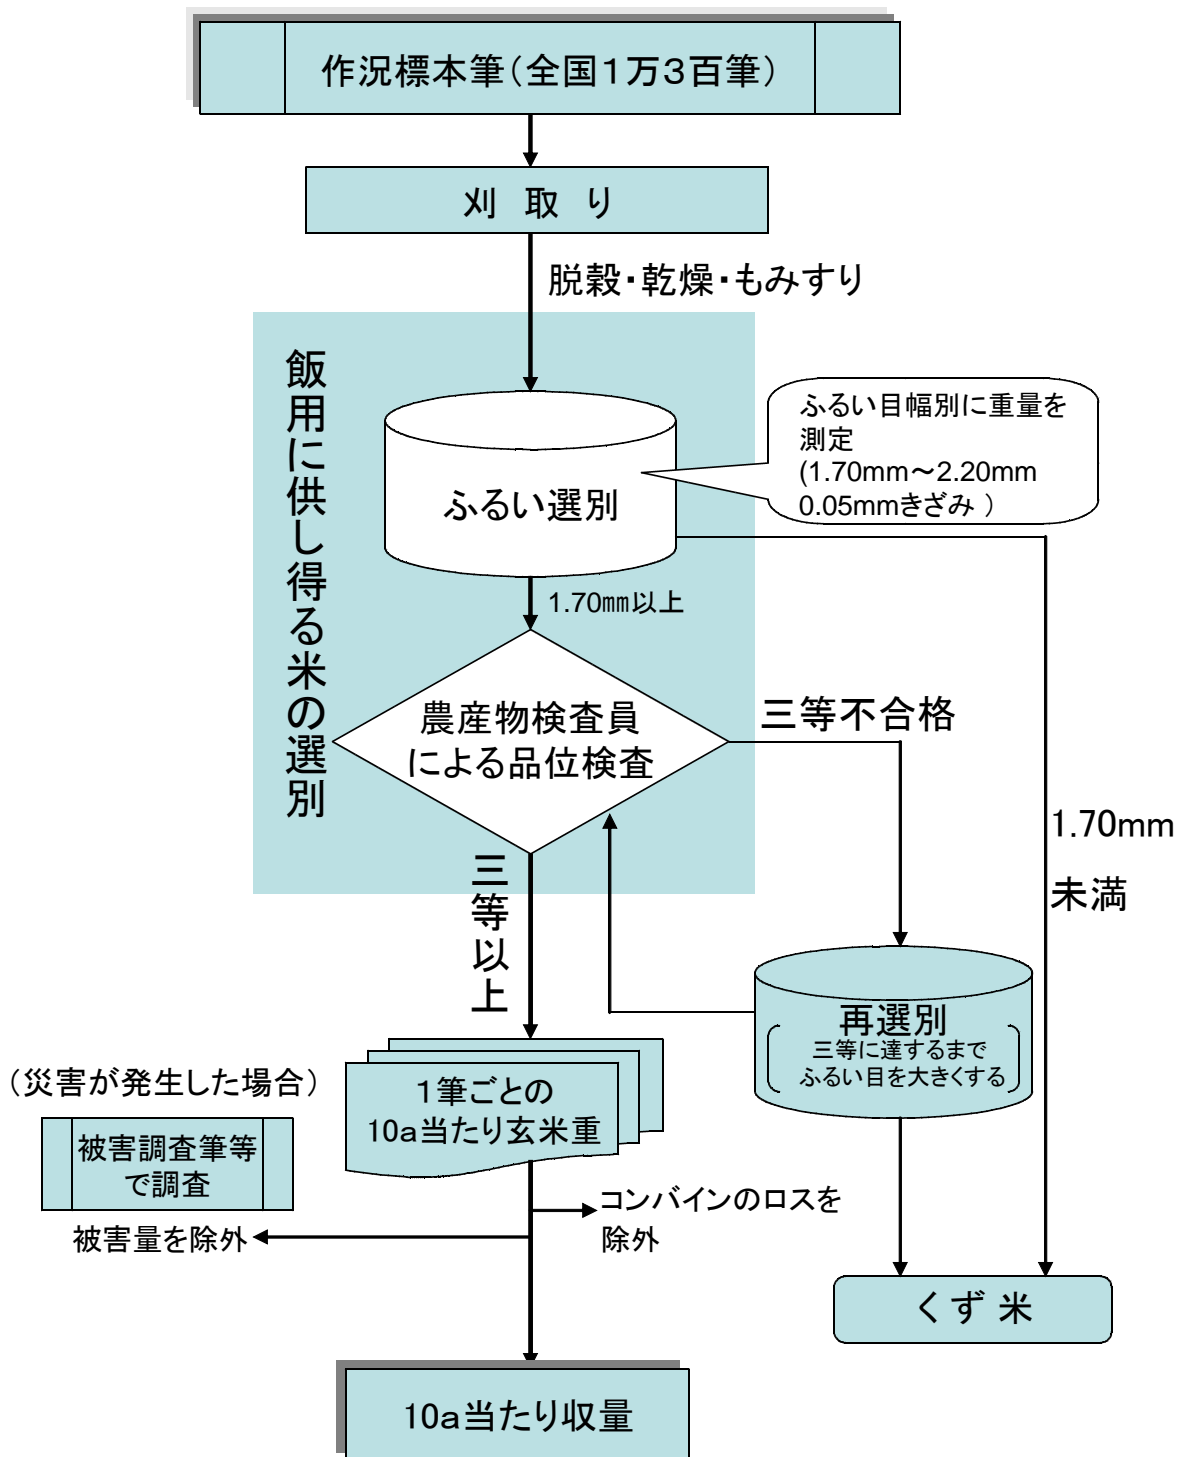 作況標本筆(全国1万3百筆)
刈 取 り
脱穀・乾燥・もみすり
飯用に供し得る米の選別
ふるい目幅別に重量を
測定
(1.70mm～2.20mm
0.05mmきざみ )
ふるい選別
1.70㎜以上
農産物検査員
による品位検査
三等不合格
1.70mm
未満
三等以上
再選別
三等に達するまで
ふるい目を大きくする
(災害が発生した場合)
1筆ごとの
10a当たり玄米重
被害調査筆等
で調査
コンバインのロスを
除外
被害量を除外
くず 米
10a当たり収量